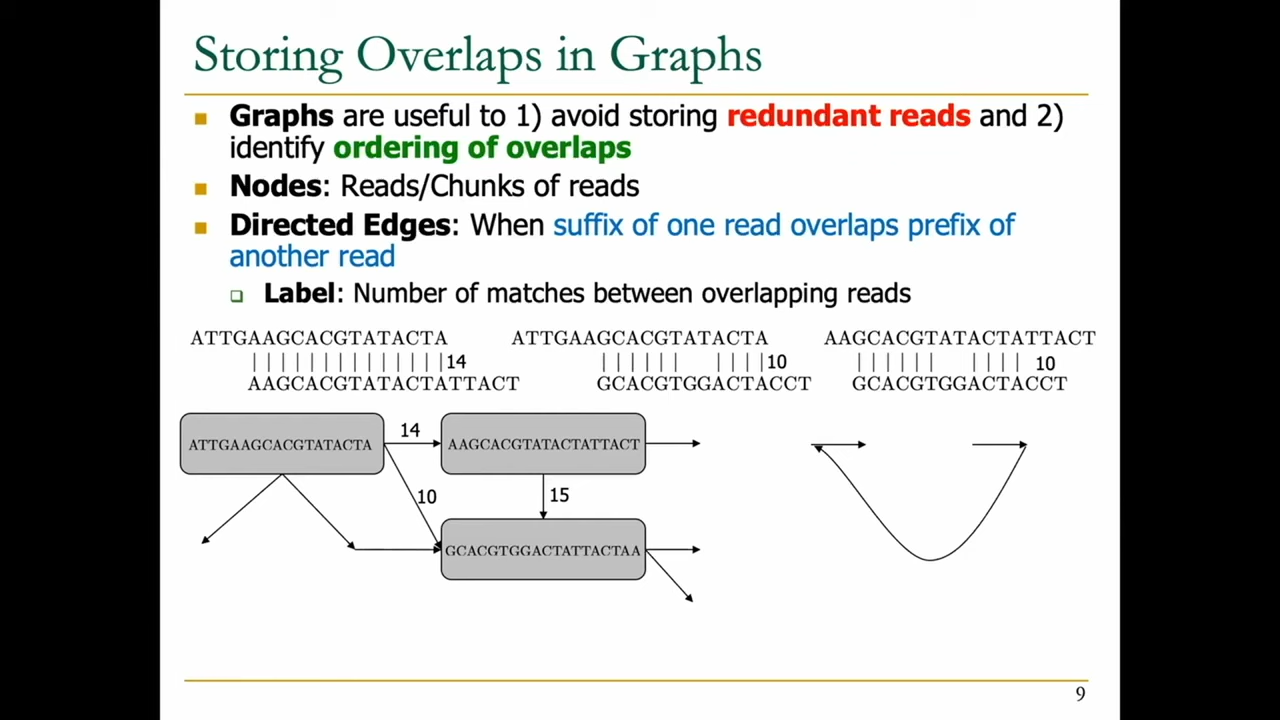 Storing Overlaps in Graphs
Graphs are useful to 1) avoid storing redundant reads and 2)
identify ordering of overlaps
Nodes: Reads/Chunks of reads
Directed Edges: When suffix of one read overlaps prefix of
another read
Label: Number of matches between overlapping reads
ATTGAAGCACGTATACTA
14
AAGCACGTATACTATTACT
ATTGAAGCACGTATACTA
10
GCACGTGGACTACCT
AAGCACGTATACTATTACT
10
GCACGTGGACTACCT
ATTGAAGCACGTATACTA
14
AAGCACGTATACTATTACT
10
15
GCACGTGGACTATTACTAA
9